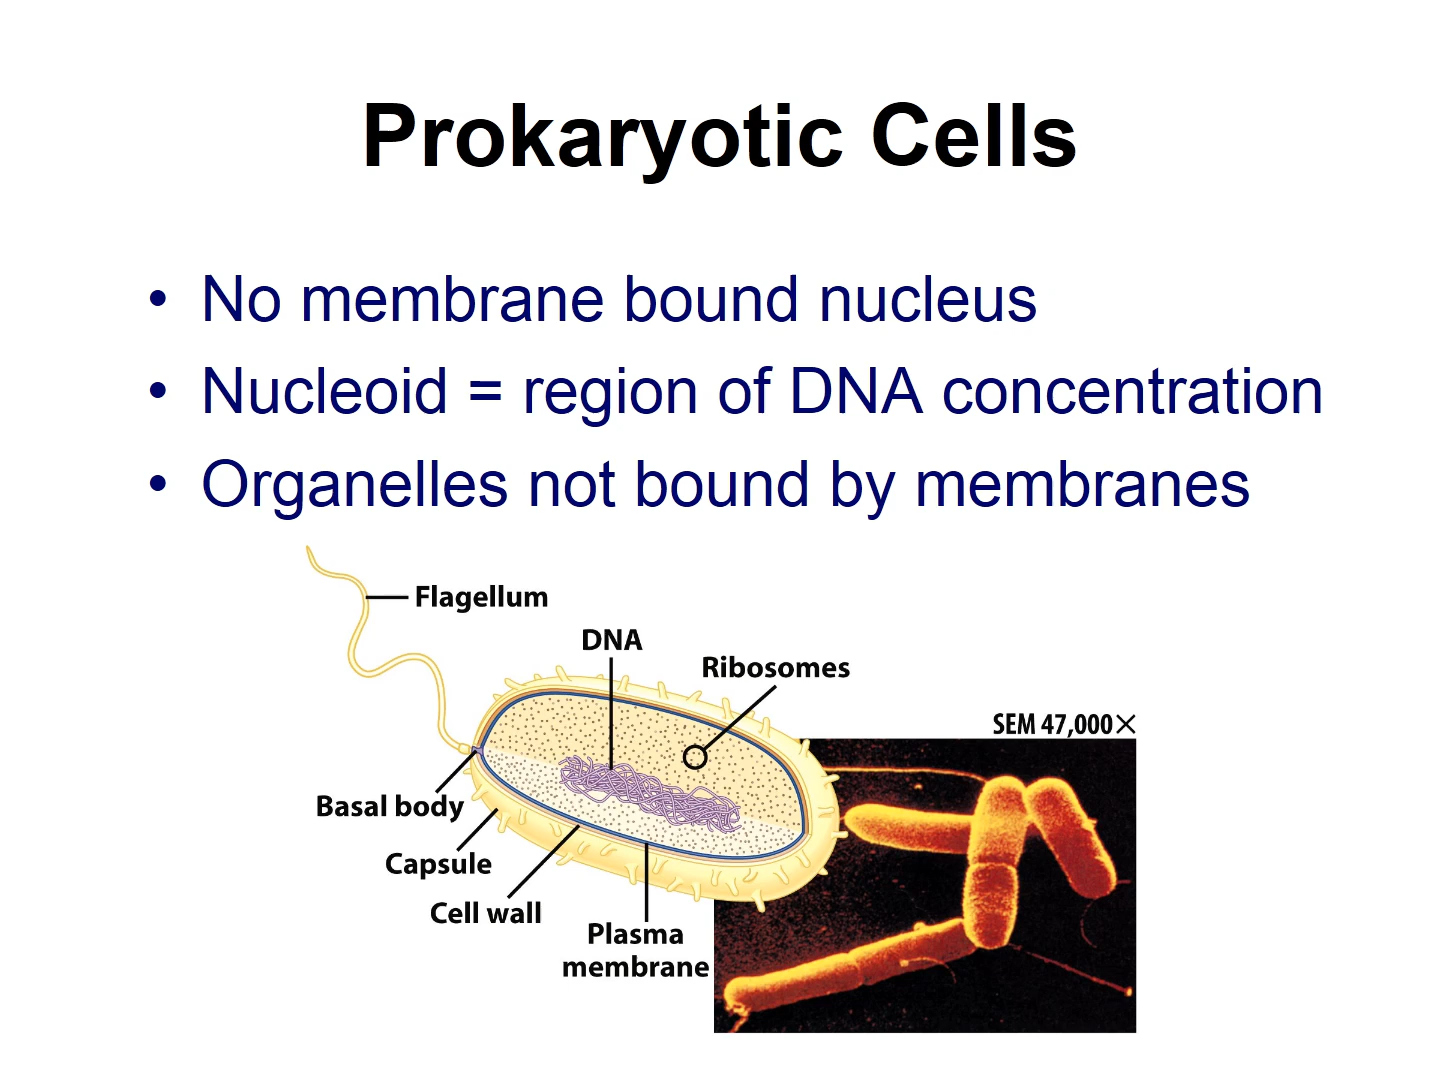 Prokaryotic Cells
• No membrane bound nucleus
• Nucleoid = region of DNA concentration
• Organelles not bound by membranes
Flagellum
DNA
Ribosomes
SEM 47,000×
Basal body
Capsule
Cell wall
Plasma
membrane